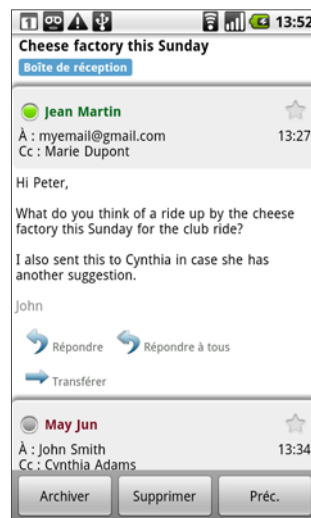 1 13:52
Cheese factory this Sunday
Boîte de réception
Jean Martin
À : myemail@gmail.com 13:27
Cc : Marie Dupont
Hi Peter,
What do you think of a ride up by the cheese
factory this Sunday for the club ride?
I also sent this to Cynthia in case she has
another suggestion.
John
Répondre Répondre à tous
Transférer
May Jun
À : John Smith 13:34
Cc : Cynthia Adams
Archiver Supprimer Préc.